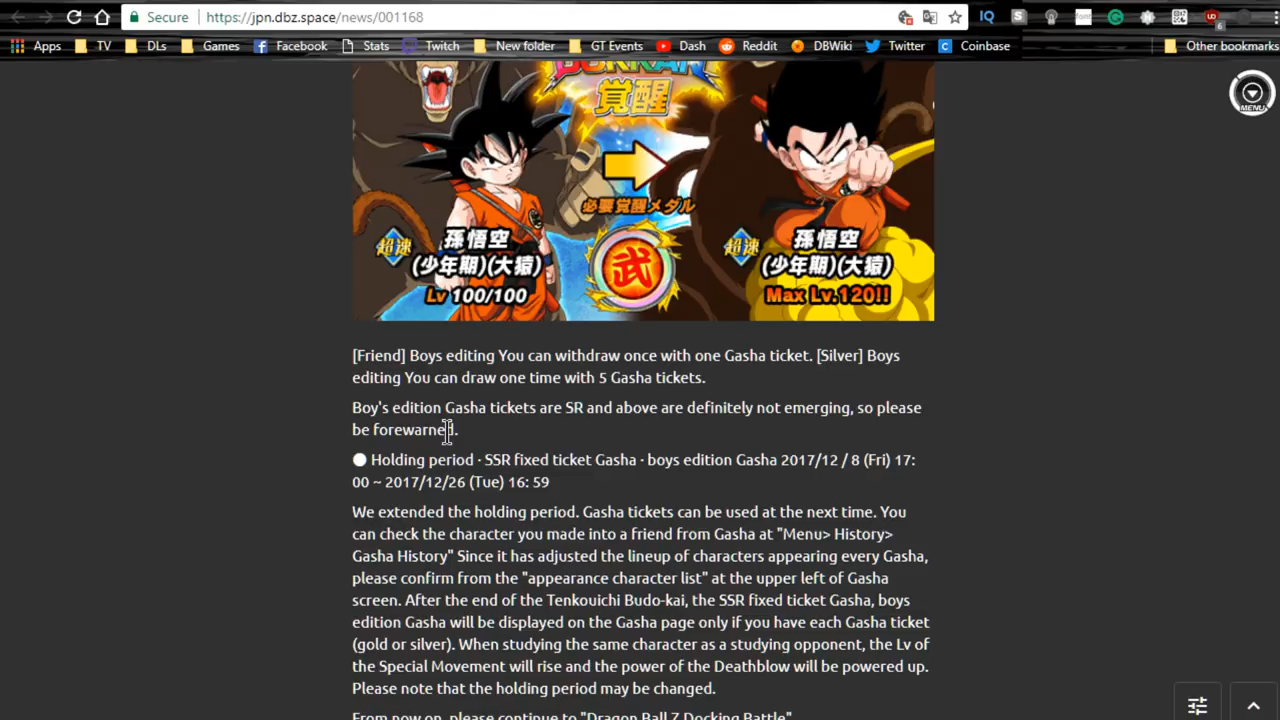 Secure | https://jpn.dbz.space/news/001168
Apps TV DLs Games Facebook Stats Twitch New folder GT Events Dash Reddit DBWiki Twitter Coinbase Other bookmarks
MENU
DOKKAN
覚醒
必要覚醒メダル
超速 孫悟空
(少年期)(大猿)
Lv 100/100
武
超速 孫悟空
(少年期)(大猿)
Max Lv.120!!
[Friend] Boys editing You can withdraw once with one Gasha ticket. [Silver] Boys
editing You can draw one time with 5 Gasha tickets.
Boy's edition Gasha tickets are SR and above are definitely not emerging, so please
be forewarned.
● Holding period · SSR fixed ticket Gasha · boys edition Gasha 2017/12 / 8 (Fri) 17:
00 ~ 2017/12/26 (Tue) 16: 59
We extended the holding period. Gasha tickets can be used at the next time. You
can check the character you made into a friend from Gasha at "Menu> History>
Gasha History" Since it has adjusted the lineup of characters appearing every Gasha,
please confirm from the "appearance character list" at the upper left of Gasha
screen. After the end of the Tenkouichi Budo-kai, the SSR fixed ticket Gasha, boys
edition Gasha will be displayed on the Gasha page only if you have each Gasha ticket
(gold or silver). When studying the same character as a studying opponent, the Lv of
the Special Movement will rise and the power of the Deathblow will be powered up.
Please note that the holding period may be changed.
From now on, please continue to "Dragon Ball Z Docking Battle"